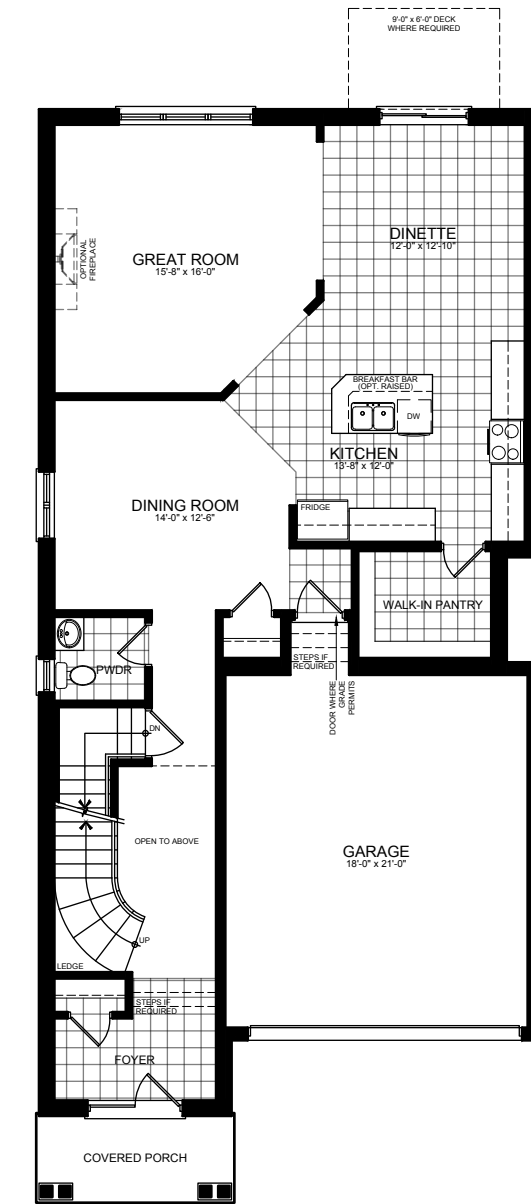 9'-0" x 6'-0" DECK
WHERE REQUIRED
DINETTE
12'-0" x 12'-10"
GREAT ROOM
15'-8" x 16'-0"
OPTIONAL
FIREPLACE
BREAKFAST BAR
(OPT. RAISED)
DW
KITCHEN
13'-8" x 12'-0"
DINING ROOM
14'-0" x 12'-6"
FRIDGE
WALK-IN PANTRY
STEPS IF
REQUIRED
DOOR WHERE
GRADE
PERMITS
PWDR
DN
OPEN TO ABOVE
GARAGE
18'-0" x 21'-0"
UP
LEDGE
STEPS IF
REQUIRED
FOYER
COVERED PORCH